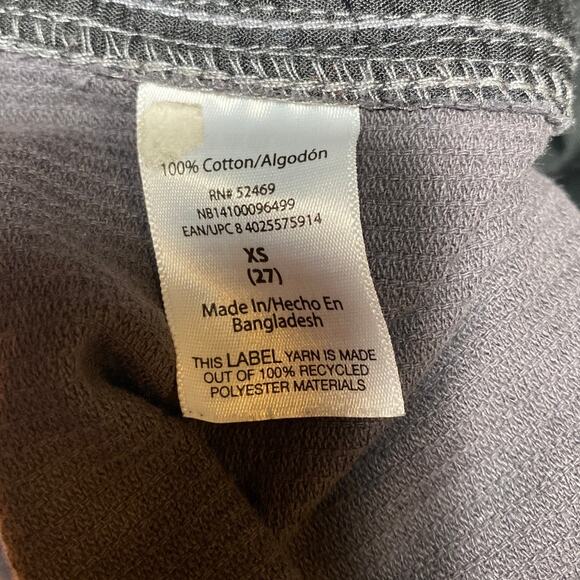 100% Cotton/Algodón
RN# 52469
NB14100096499
EAN/UPC 8 4025575914
XS
(27)
Made In/Hecho En
Bangladesh
THIS LABEL YARN IS MADE
OUT OF 100% RECYCLED
POLYESTER MATERIALS